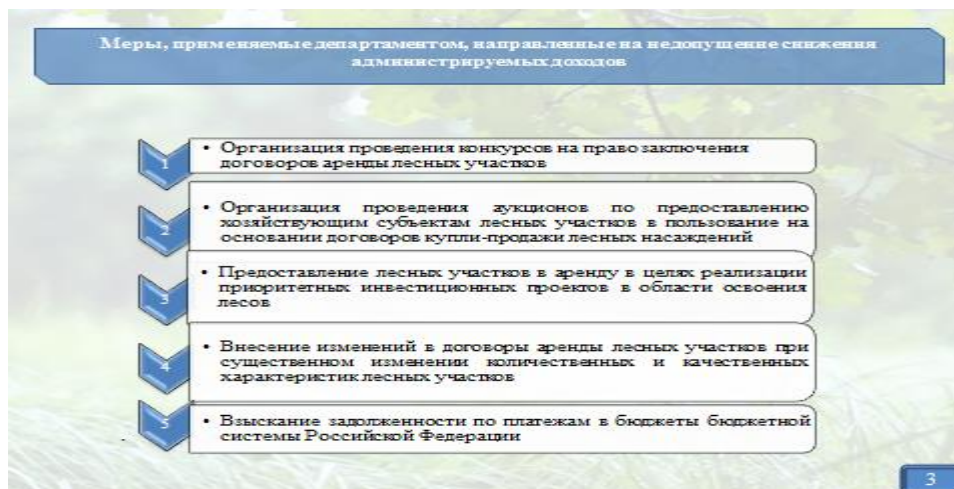 Меры, применяемые департаментом, направленные на недопущение снижения
администрируемых доходов
1
• Организация проведения конкурсов на право заключения
договоров аренды лесных участков
2
• Организация проведения аукционов по предоставлению
хозяйствующим субъектам лесных участков в пользование на
основании договоров купли-продажи лесных насаждений
3
• Предоставление лесных участков в аренду в целях реализации
приоритетных инвестиционных проектов в области освоения
лесов
4
• Внесение изменений в договоры аренды лесных участков при
существенном изменении количественных и качественных
характеристик лесных участков
5
• Взыскание задолженности по платежам в бюджеты бюджетной
системы Российской Федерации
3